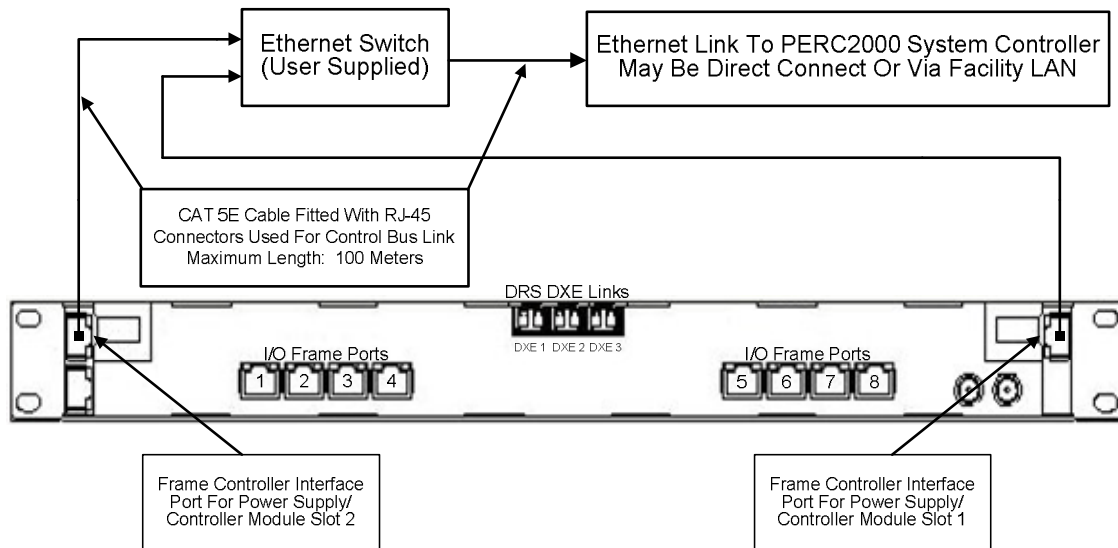 Ethernet Switch
(User Supplied)
Ethernet Link To PERC2000 System Controller
May Be Direct Connect Or Via Facility LAN
CAT 5E Cable Fitted With RJ-45
Connectors Used For Control Bus Link
Maximum Length: 100 Meters
DRS DXE Links
DXE 1 DXE 2 DXE 3
I/O Frame Ports
1 2 3 4
I/O Frame Ports
5 6 7 8
Frame Controller Interface
Port For Power Supply/
Controller Module Slot 2
Frame Controller Interface
Port For Power Supply/
Controller Module Slot 1